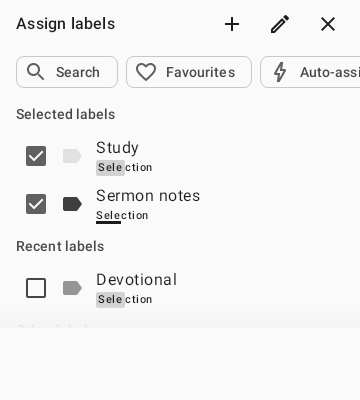 Assign labels
Search
Favourites
Auto-assi
Selected labels
Study
Selection
Sermon notes
Selection
Recent labels
Devotional
Selection